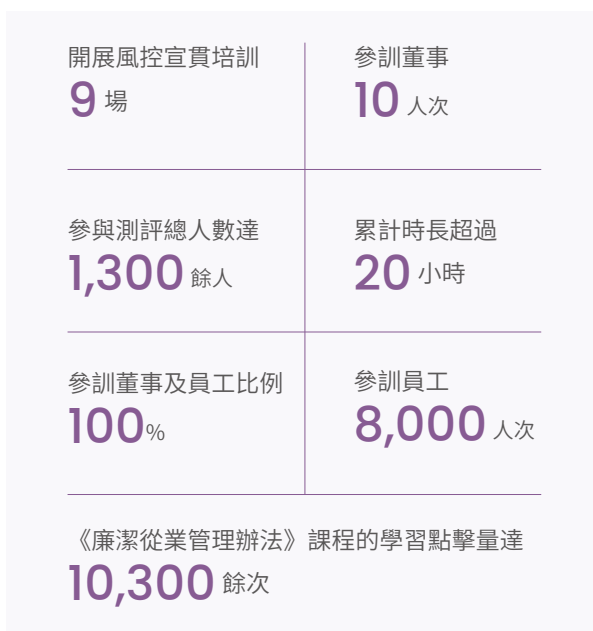 開展風控宣貫培訓
9 場
參訓董事
10 人次
參與測評總人數達
1,300 餘人
累計時長超過
20 小時
參訓董事及員工比例
100%
參訓員工
8,000 人次
《廉潔從業管理辦法》課程的學習點擊量達
10,300 餘次